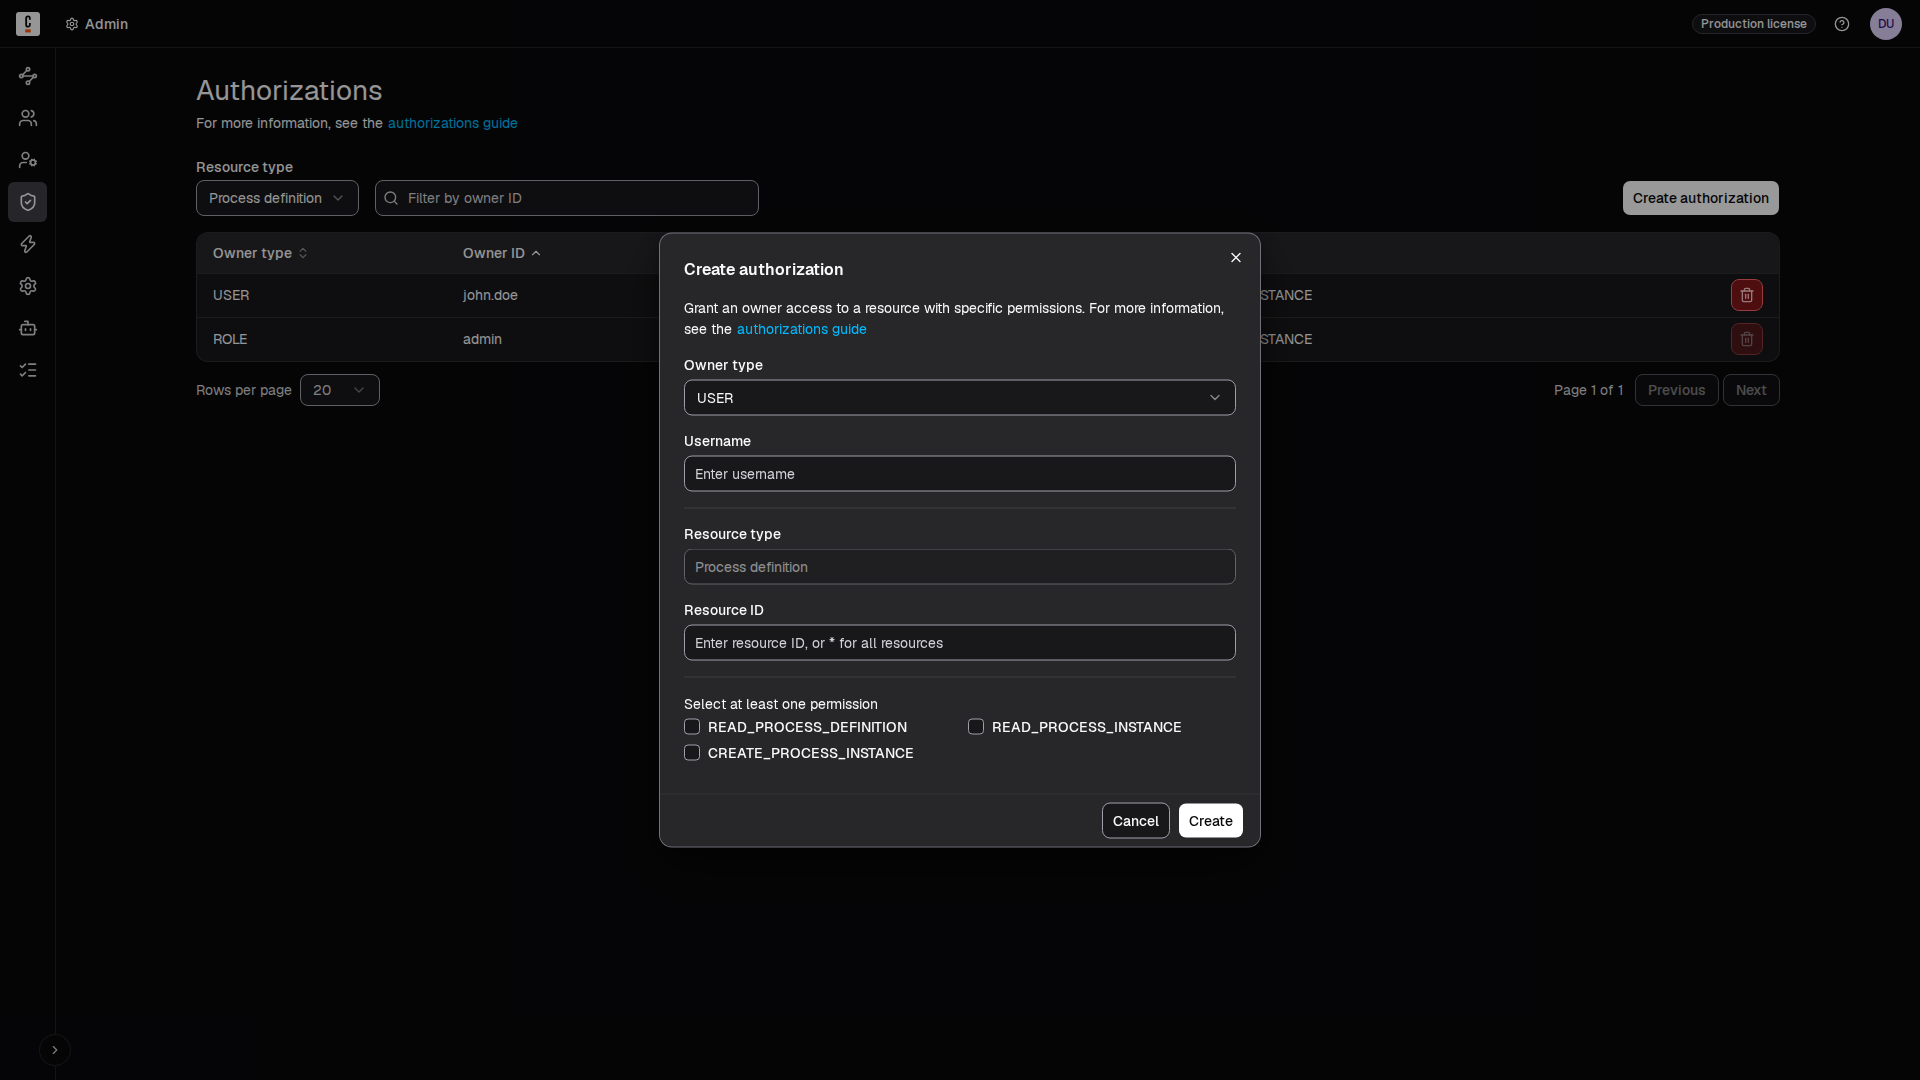 Admin
Production license
DU
Authorizations
For more information, see the authorizations guide
Resource type
Process definition
Filter by owner ID
Create authorization
Owner type
Owner ID
USER
john.doe
STANCE
ROLE
admin
STANCE
Rows per page
20
Page 1 of 1
Previous
Next
Create authorization
Grant an owner access to a resource with specific permissions. For more information,
see the authorizations guide
Owner type
USER
Username
Enter username
Resource type
Process definition
Resource ID
Enter resource ID, or * for all resources
Select at least one permission
READ_PROCESS_DEFINITION
READ_PROCESS_INSTANCE
CREATE_PROCESS_INSTANCE
Cancel
Create